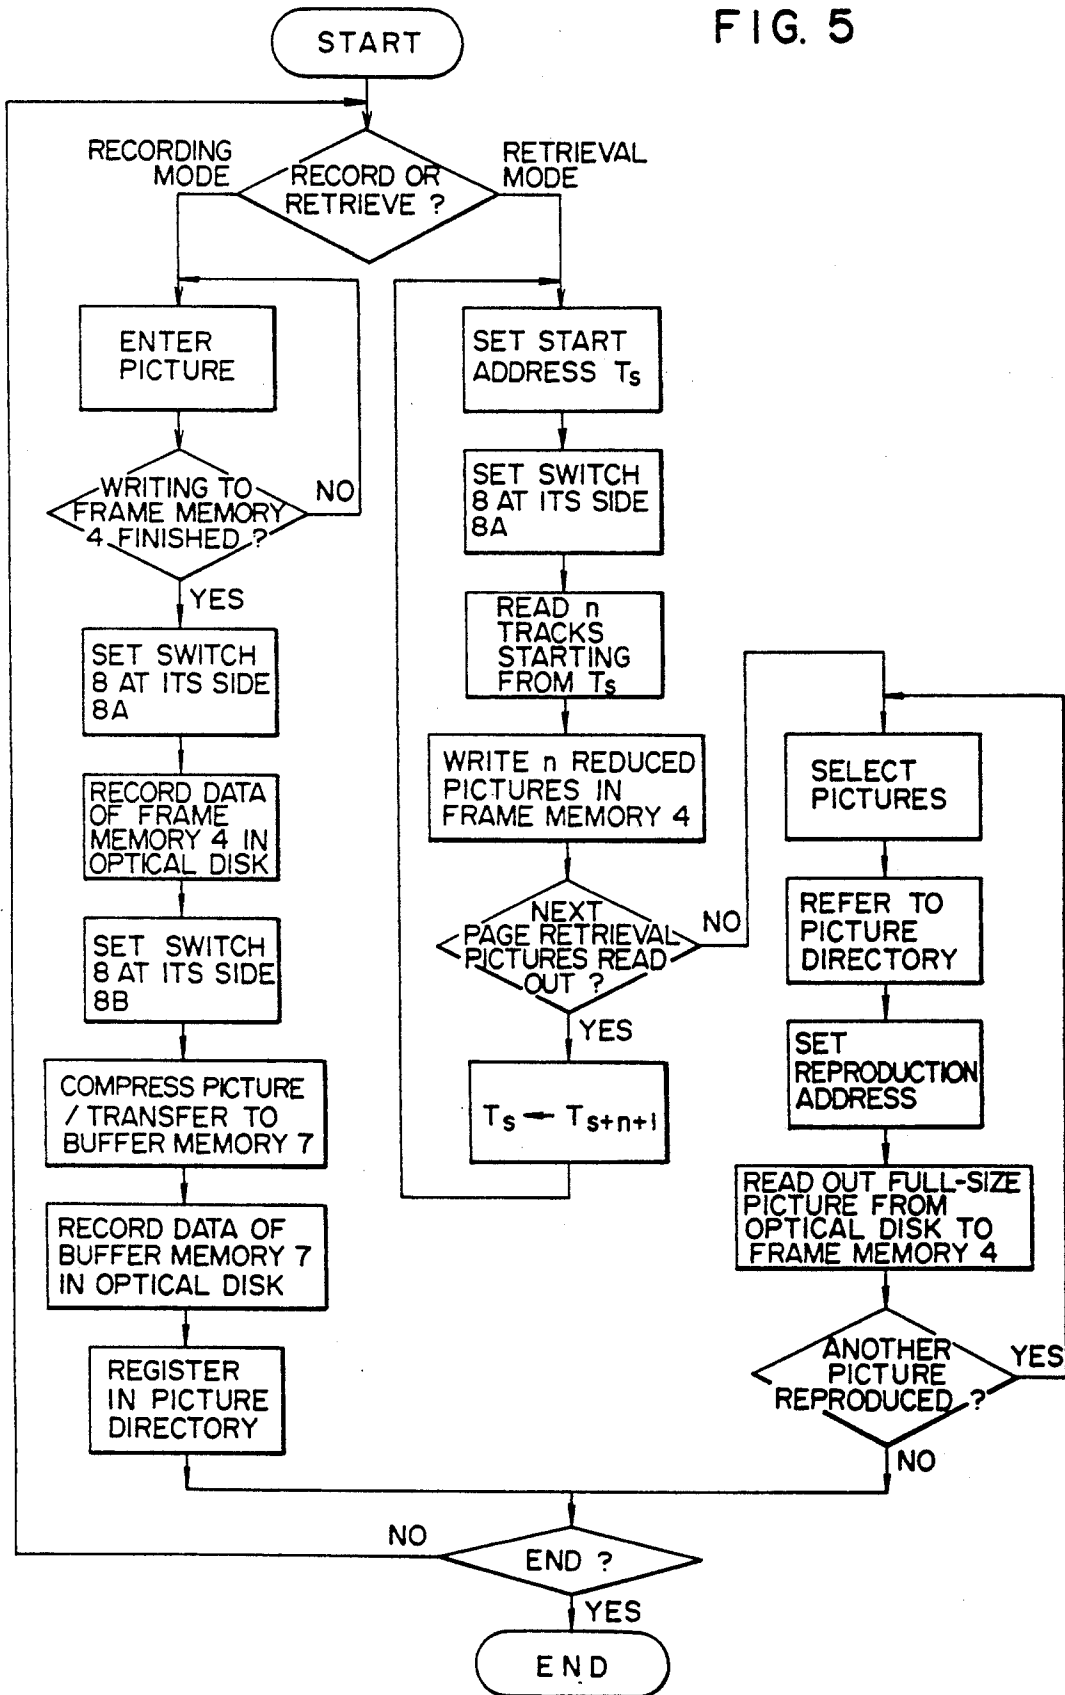 FIG. 5
START
RECORDING
MODE
RECORD OR
RETRIEVE ?
RETRIEVAL
MODE
ENTER
PICTURE
WRITING TO
FRAME MEMORY
4 FINISHED ?
NO
YES
SET SWITCH
8 AT ITS SIDE
8A
RECORD DATA
OF FRAME
MEMORY 4 IN
OPTICAL DISK
SET SWITCH
8 AT ITS SIDE
8B
COMPRESS PICTURE
/ TRANSFER TO
BUFFER MEMORY 7
RECORD DATA OF
BUFFER MEMORY 7
IN OPTICAL DISK
REGISTER
IN PICTURE
DIRECTORY
SET START
ADDRESS Ts
SET SWITCH
8 AT ITS SIDE
8A
READ n
TRACKS
STARTING
FROM Ts
WRITE n REDUCED
PICTURES IN
FRAME MEMORY 4
NEXT
PAGE RETRIEVAL
PICTURES READ
OUT ?
NO
YES
Ts ← Ts+n+1
SELECT
PICTURES
REFER TO
PICTURE
DIRECTORY
SET
REPRODUCTION
ADDRESS
READ OUT FULL-SIZE
PICTURE FROM
OPTICAL DISK TO
FRAME MEMORY 4
ANOTHER
PICTURE
REPRODUCED ?
YES
NO
NO
END ?
YES
END